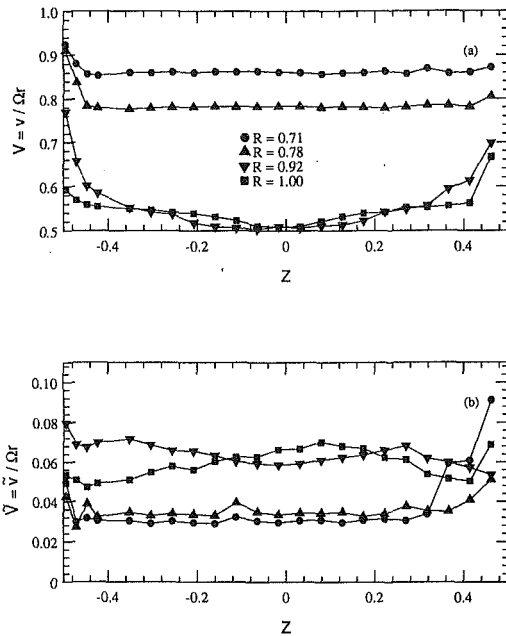 (a)
1.0
0.9
0.8
0.7
0.6
0.5
V = v / Ωr
R = 0.71
R = 0.78
R = 0.92
R = 1.00
-0.4 -0.2 0 0.2 0.4
Z
(b)
0.10
0.08
0.06
0.04
0.02
0
Ṽ = ṽ / Ωr
-0.4 -0.2 0 0.2 0.4
Z